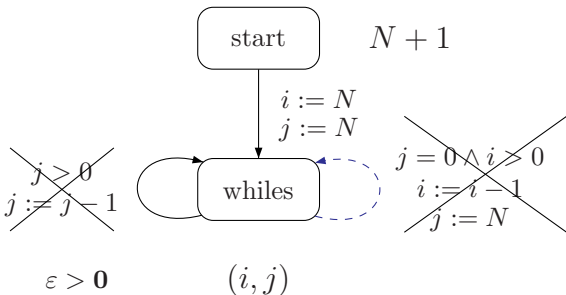 start
N + 1
i := N
j := N
j > 0
j := j − 1
whiles
j = 0 ∧ i > 0
i := i − 1
j := N
ε > 0
(i, j)